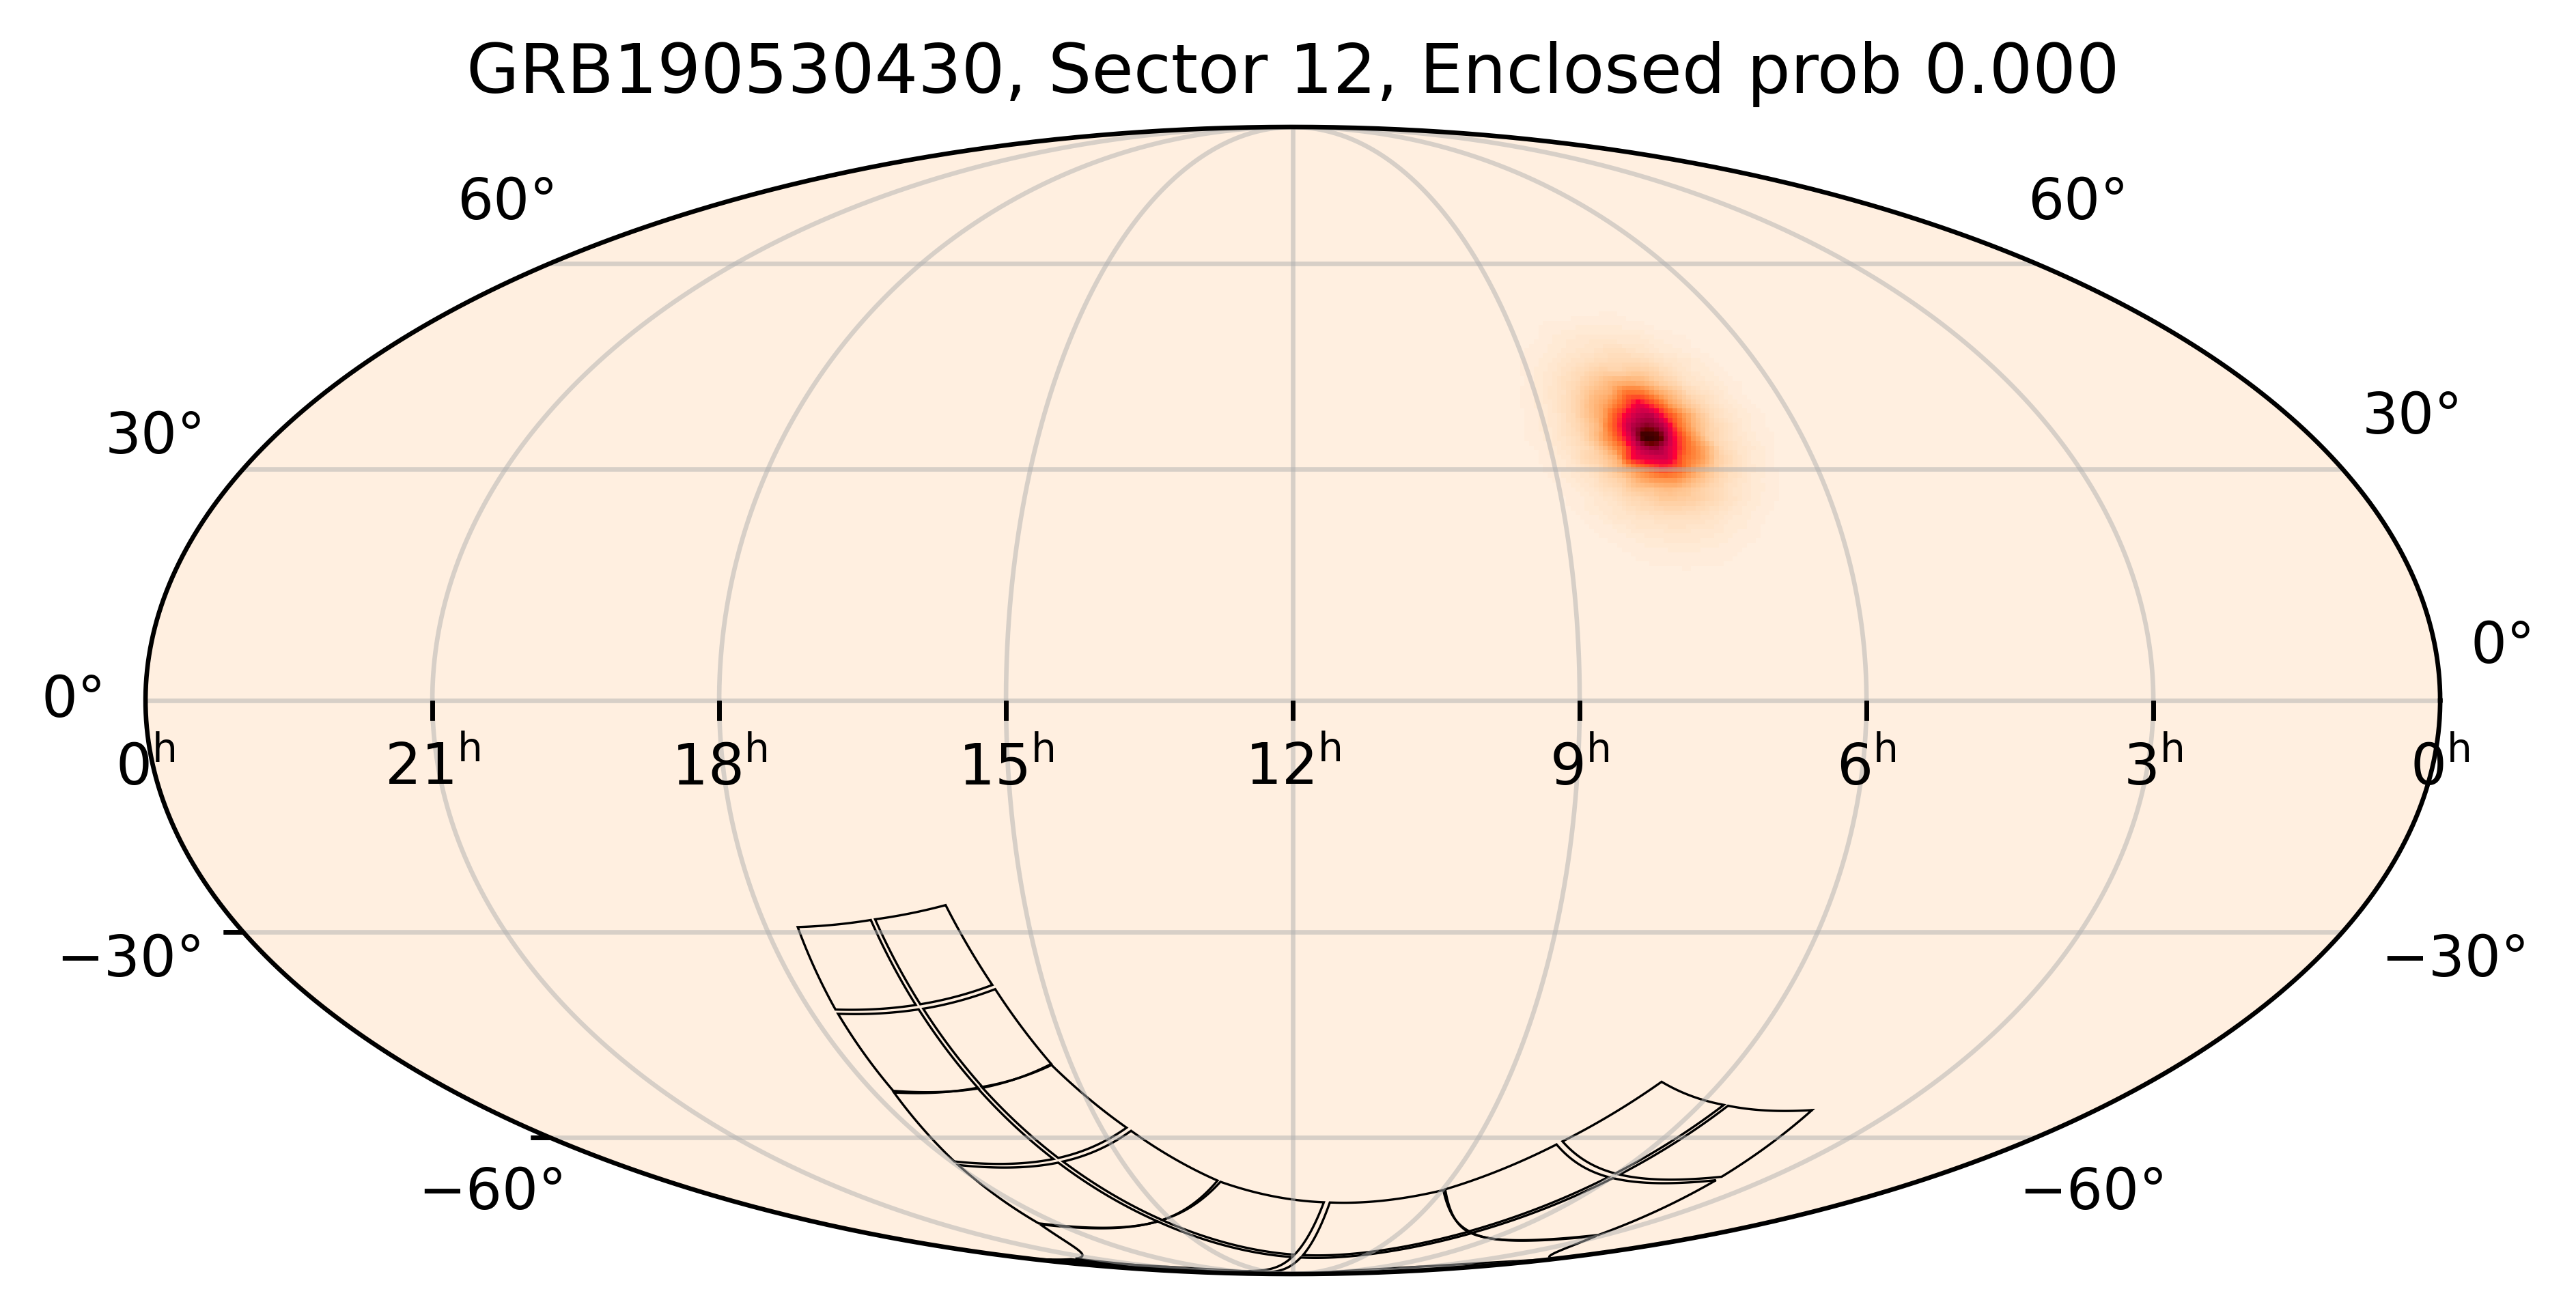 GRB190530430, Sector 12, Enclosed prob 0.000
60° 60°
30° 30°
0° 0°
0ʰ 21ʰ 18ʰ 15ʰ 12ʰ 9ʰ 6ʰ 3ʰ 0ʰ
−30° −30°
−60° −60°